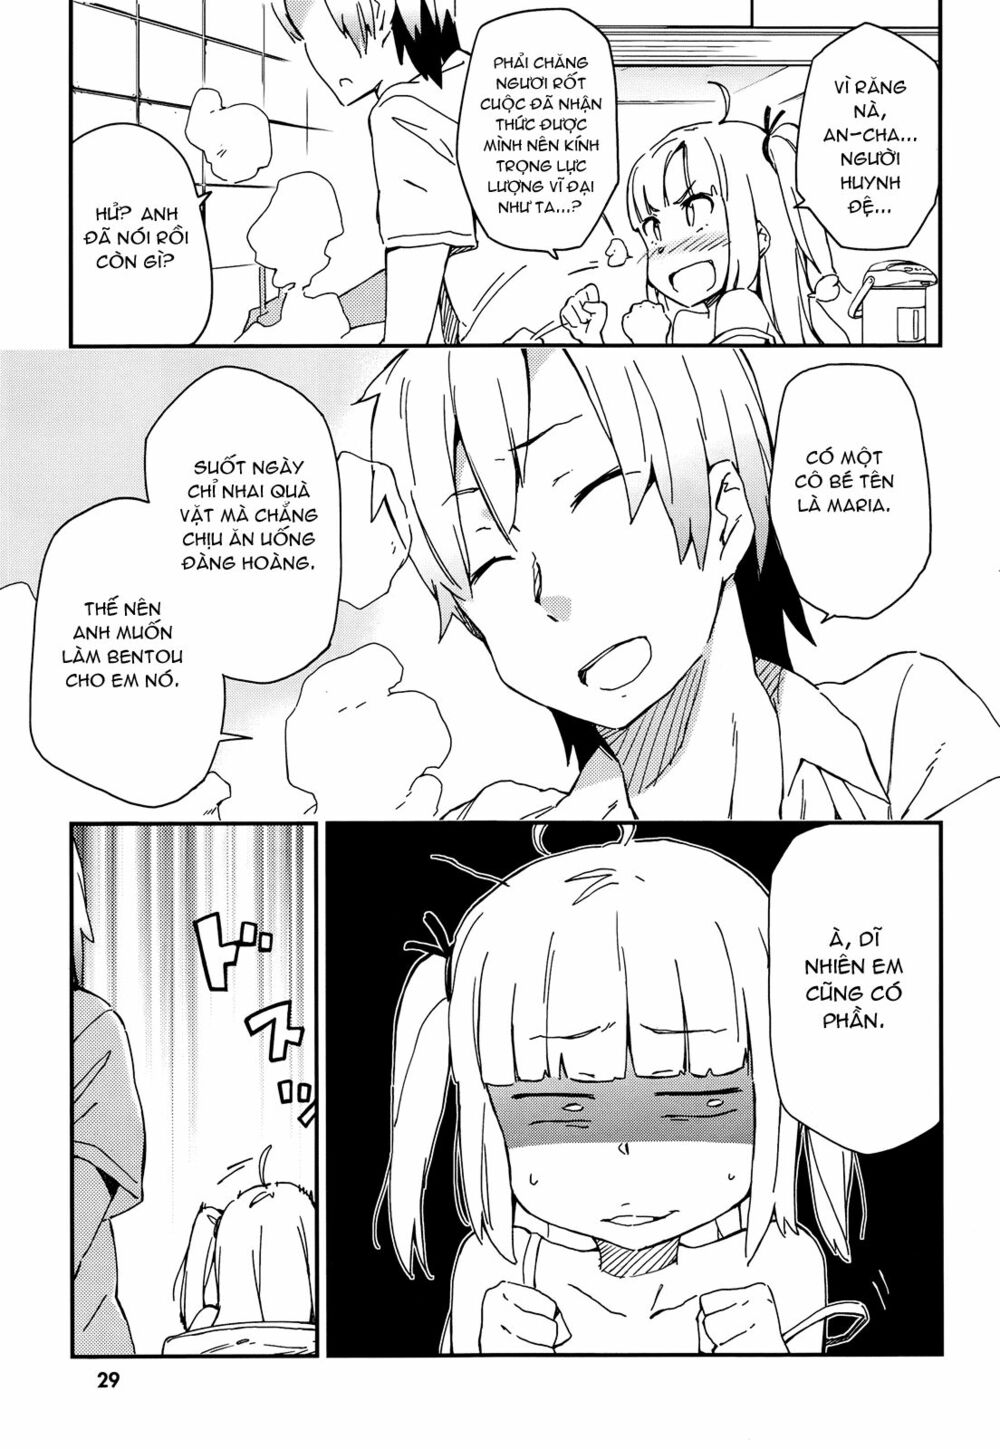 VÌ RĂNG
NÀ,
AN-CHA...
NGƯỜI
HUYNH
ĐỆ...
PHẢI CHĂNG
NGƯƠI RỐT
CUỘC ĐÃ NHẬN
THỨC ĐƯỢC
MÌNH NÊN KÍNH
TRỌNG LỰC
LƯỢNG VĨ ĐẠI
NHƯ TA...?
HỬ? ANH
ĐÃ NÓI RỒI
CÒN GÌ?
CÓ MỘT
CÔ BÉ TÊN
LÀ MARIA.
SUỐT NGÀY
CHỈ NHAI QUÀ
VẶT MÀ CHẲNG
CHỊU ĂN UỐNG
ĐÀNG HOÀNG.
THẾ NÊN
ANH MUỐN
LÀM BENTOU
CHO EM NÓ.
À, DĨ
NHIÊN EM
CŨNG CÓ
PHẦN.
ド
ス
ッ
29